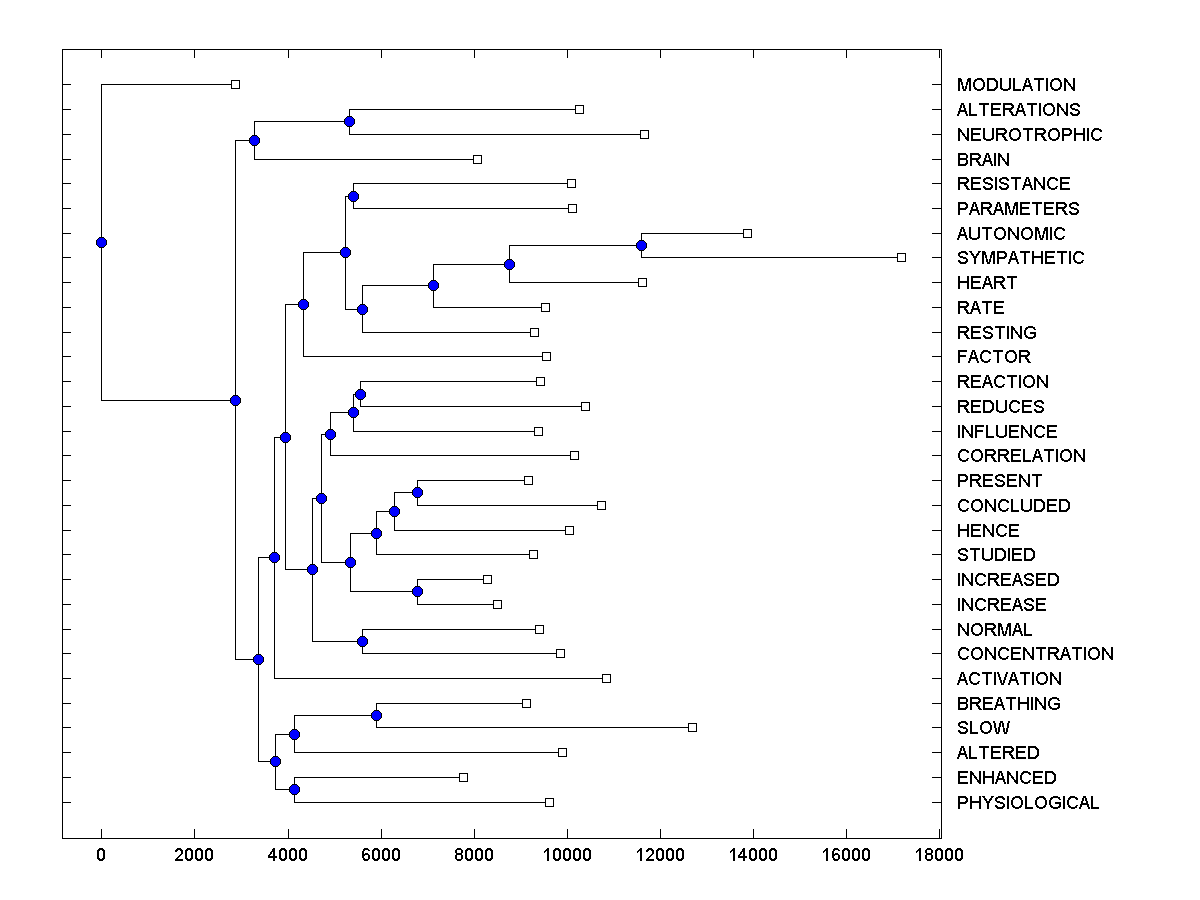 MODULATION
ALTERATIONS
NEUROTROPHIC
BRAIN
RESISTANCE
PARAMETERS
AUTONOMIC
SYMPATHETIC
HEART
RATE
RESTING
FACTOR
REACTION
REDUCES
INFLUENCE
CORRELATION
PRESENT
CONCLUDED
HENCE
STUDIED
INCREASED
INCREASE
NORMAL
CONCENTRATION
ACTIVATION
BREATHING
SLOW
ALTERED
ENHANCED
PHYSIOLOGICAL
0 2000 4000 6000 8000 10000 12000 14000 16000 18000